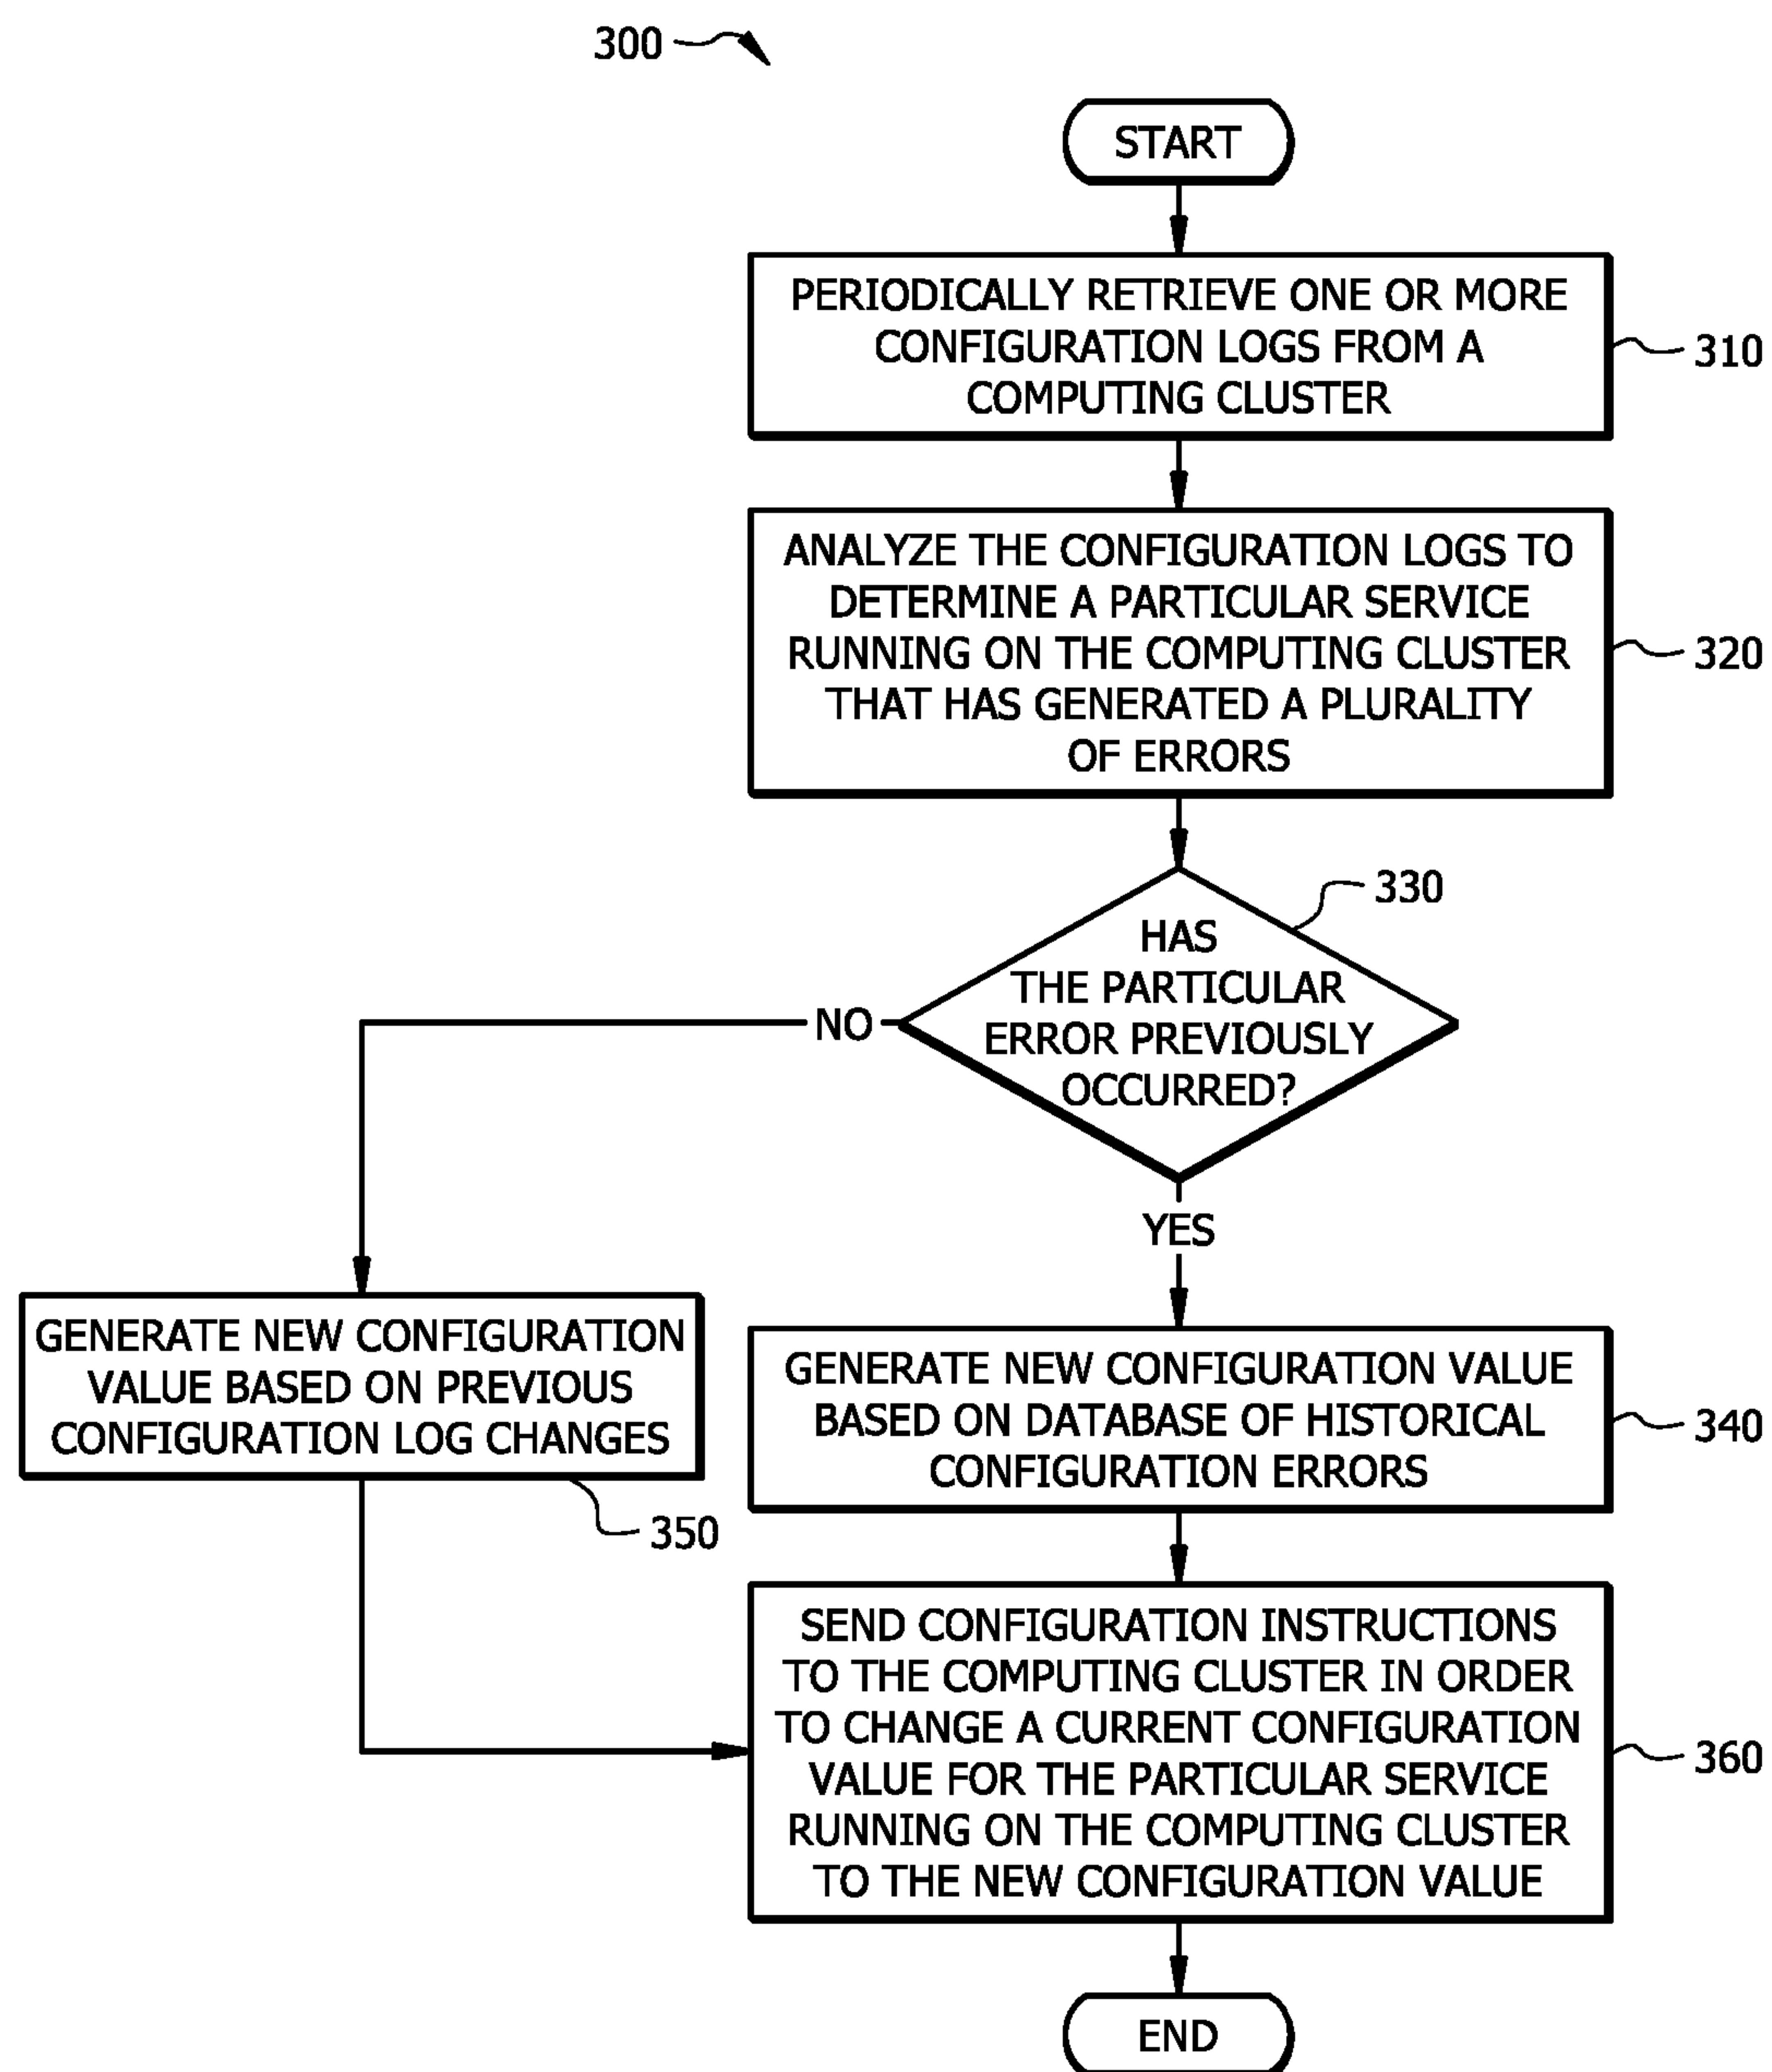 300
START
PERIODICALLY RETRIEVE ONE OR MORE
CONFIGURATION LOGS FROM A
COMPUTING CLUSTER
310
ANALYZE THE CONFIGURATION LOGS TO
DETERMINE A PARTICULAR SERVICE
RUNNING ON THE COMPUTING CLUSTER
THAT HAS GENERATED A PLURALITY
OF ERRORS
320
330
HAS
THE PARTICULAR
ERROR PREVIOUSLY
OCCURRED?
NO
YES
GENERATE NEW CONFIGURATION
VALUE BASED ON PREVIOUS
CONFIGURATION LOG CHANGES
350
GENERATE NEW CONFIGURATION VALUE
BASED ON DATABASE OF HISTORICAL
CONFIGURATION ERRORS
340
SEND CONFIGURATION INSTRUCTIONS
TO THE COMPUTING CLUSTER IN ORDER
TO CHANGE A CURRENT CONFIGURATION
VALUE FOR THE PARTICULAR SERVICE
RUNNING ON THE COMPUTING CLUSTER
TO THE NEW CONFIGURATION VALUE
360
END